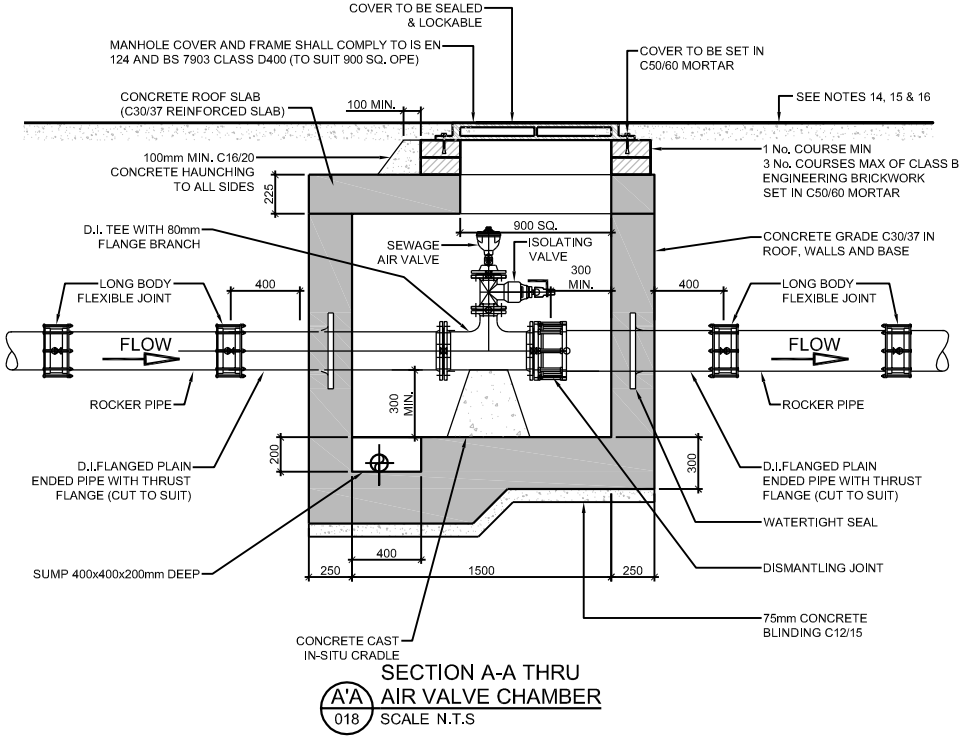 COVER TO BE SEALED
& LOCKABLE
MANHOLE COVER AND FRAME SHALL COMPLY TO IS EN
124 AND BS 7903 CLASS D400 (TO SUIT 900 SQ. OPE)
COVER TO BE SET IN
C50/60 MORTAR
CONCRETE ROOF SLAB
(C30/37 REINFORCED SLAB)
100 MIN.
SEE NOTES 14, 15 & 16
100mm MIN. C16/20
CONCRETE HAUNCHING
TO ALL SIDES
1 No. COURSE MIN
3 No. COURSES MAX OF CLASS B
ENGINEERING BRICKWORK
SET IN C50/60 MORTAR
225
900 SQ.
D.I. TEE WITH 80mm
FLANGE BRANCH
SEWAGE
AIR VALVE
ISOLATING
VALVE
CONCRETE GRADE C30/37 IN
ROOF, WALLS AND BASE
300
MIN.
LONG BODY
FLEXIBLE JOINT
400
400
LONG BODY
FLEXIBLE JOINT
FLOW
FLOW
ROCKER PIPE
300
MIN.
ROCKER PIPE
200
300
D.I.FLANGED PLAIN
ENDED PIPE WITH THRUST
FLANGE (CUT TO SUIT)
D.I.FLANGED PLAIN
ENDED PIPE WITH THRUST
FLANGE (CUT TO SUIT)
WATERTIGHT SEAL
400
SUMP 400x400x200mm DEEP
250
1500
250
DISMANTLING JOINT
75mm CONCRETE
BLINDING C12/15
CONCRETE CAST
IN-SITU CRADLE
A'A
018
SECTION A-A THRU
AIR VALVE CHAMBER
SCALE N.T.S